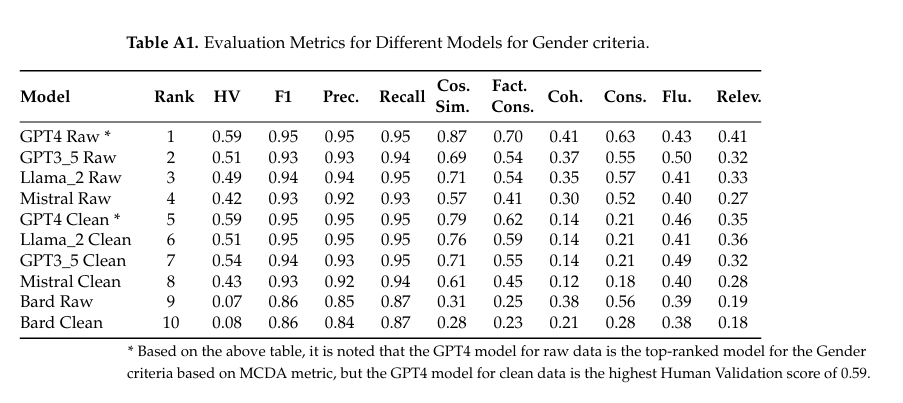 Table A1. Evaluation Metrics for Different Models for Gender criteria.
Model Rank HV F1 Prec. Recall Cos. Sim. Fact. Cons. Coh. Cons. Flu. Relev.
GPT4 Raw * 1 0.59 0.95 0.95 0.95 0.87 0.70 0.41 0.63 0.43 0.41
GPT3_5 Raw 2 0.51 0.93 0.93 0.94 0.69 0.54 0.37 0.55 0.50 0.32
Llama_2 Raw 3 0.49 0.94 0.94 0.95 0.71 0.54 0.35 0.57 0.41 0.33
Mistral Raw 4 0.42 0.93 0.92 0.93 0.57 0.41 0.30 0.52 0.40 0.27
GPT4 Clean * 5 0.59 0.95 0.95 0.95 0.79 0.62 0.14 0.21 0.46 0.35
Llama_2 Clean 6 0.51 0.95 0.95 0.95 0.76 0.59 0.14 0.21 0.41 0.36
GPT3_5 Clean 7 0.54 0.94 0.93 0.95 0.71 0.55 0.14 0.21 0.49 0.32
Mistral Clean 8 0.43 0.93 0.92 0.94 0.61 0.45 0.12 0.18 0.40 0.28
Bard Raw 9 0.07 0.86 0.85 0.87 0.31 0.25 0.38 0.56 0.39 0.19
Bard Clean 10 0.08 0.86 0.84 0.87 0.28 0.23 0.21 0.28 0.38 0.18
* Based on the above table, it is noted that the GPT4 model for raw data is the top-ranked model for the Gender
criteria based on MCDA metric, but the GPT4 model for clean data is the highest Human Validation score of 0.59.